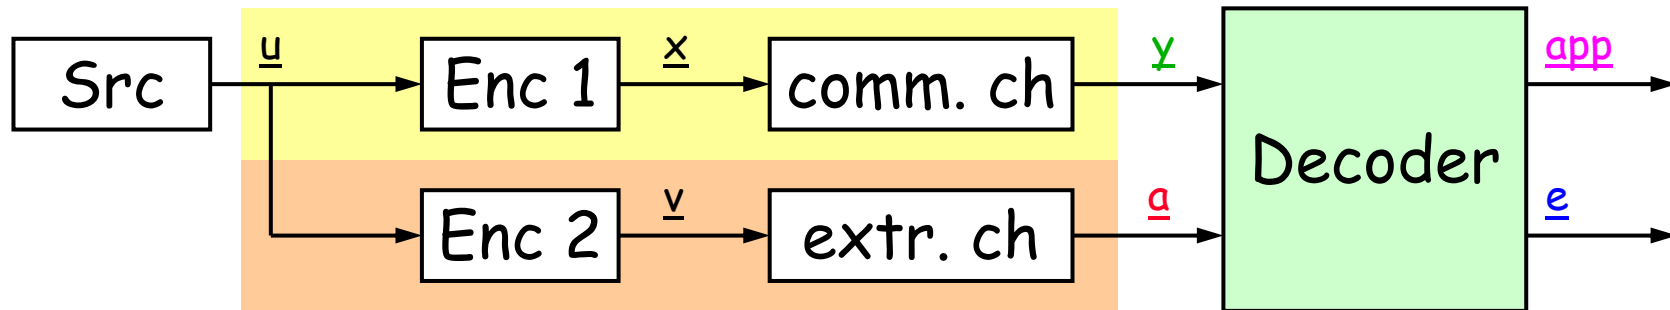 Src u Enc 1 x comm. ch y Decoder app
Enc 2 v extr. ch a e